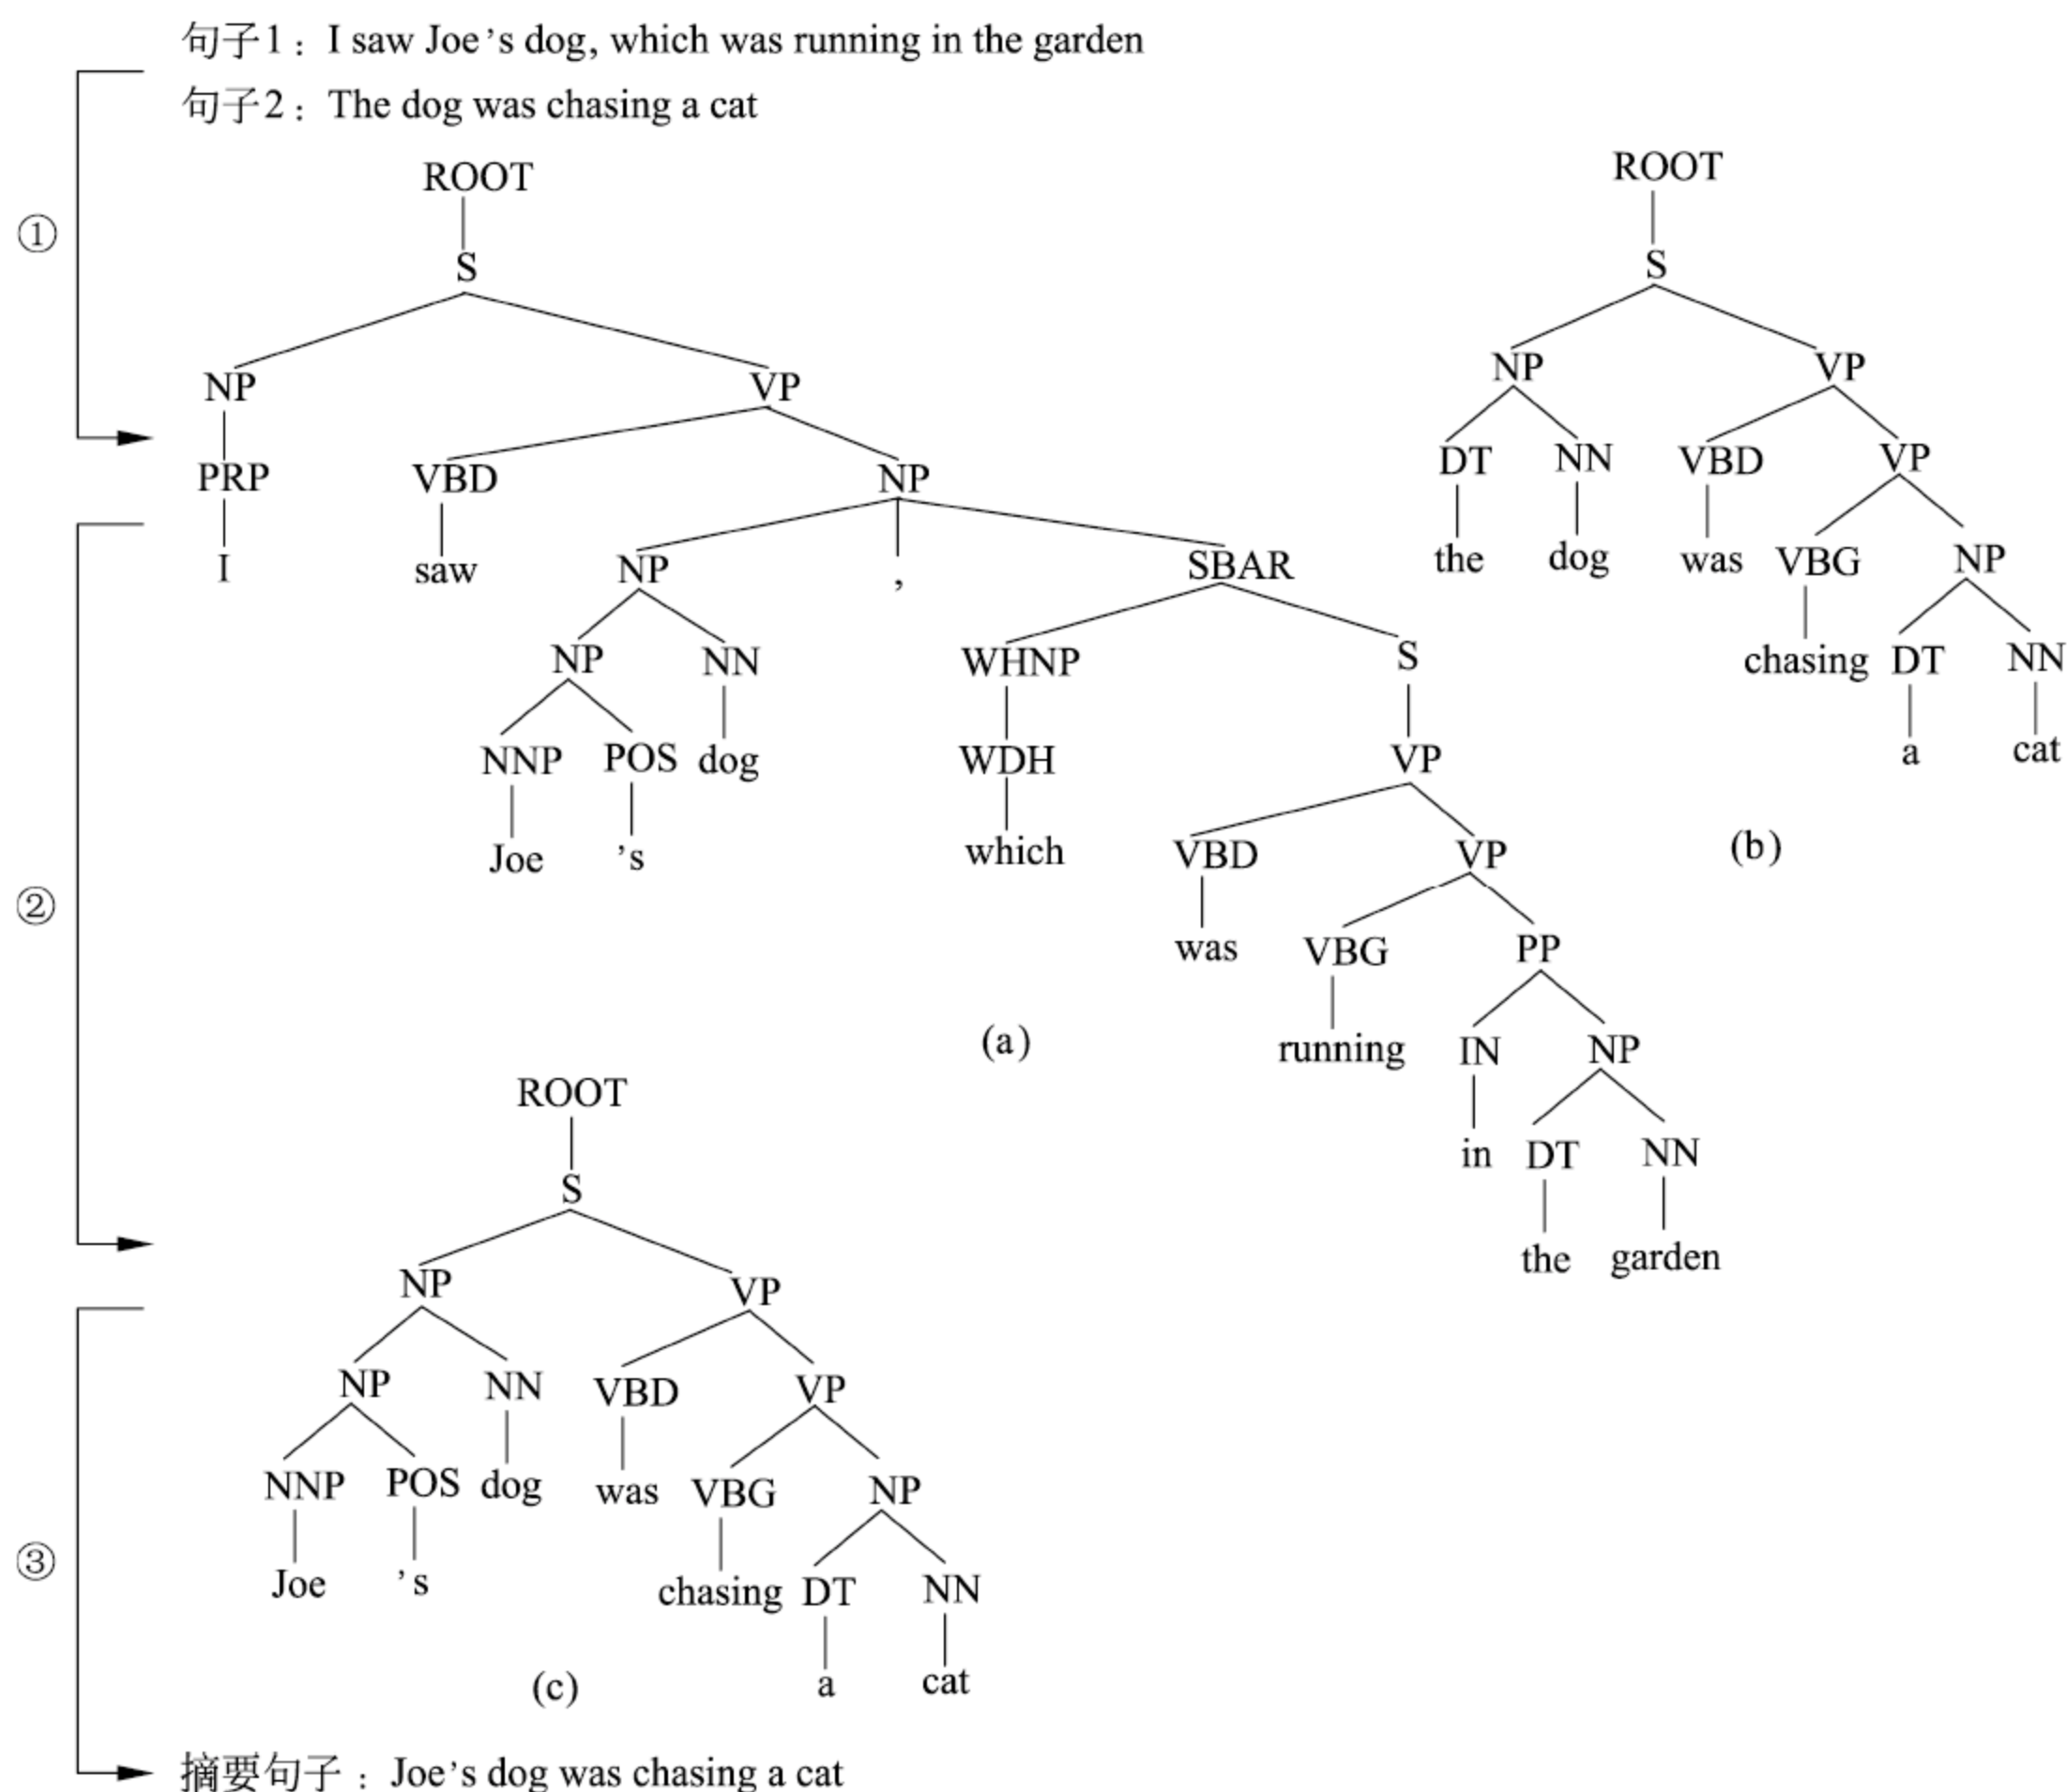 句子1：I saw Joe's dog, which was running in the garden
句子2：The dog was chasing a cat
①
ROOT
S
NP VP
PRP VBD NP
I saw NP , SBAR
NP NN WHNP S
NNP POS dog WDH VP
Joe 's which VBD VP
was VBG PP
running IN NP
in DT NN
the garden
(a)
ROOT
S
NP VP
DT NN VBD VP
the dog was VBG NP
chasing DT NN
a cat
(b)
②
ROOT
S
NP VP
NP NN VBD VP
NNP POS dog was VBG NP
Joe 's chasing DT NN
a cat
(c)
③
摘要句子：Joe's dog was chasing a cat